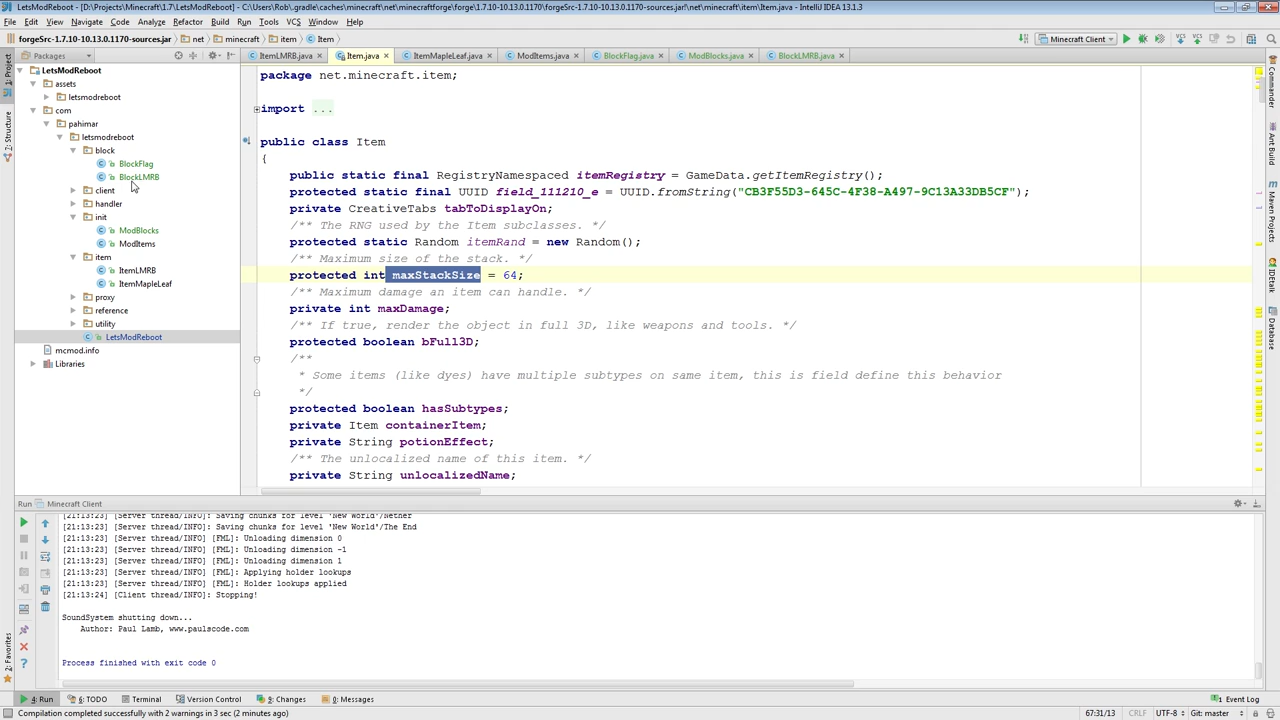 LetsModReboot - [D:\Projects\Minecraft\1.7\LetsModReboot] - [C:\Users\Rob\.gradle\caches\minecraft\net\minecraftforge\forge\1.7.10-10.13.0.1170\forgeSrc-1.7.10-10.13.0.1170-sources.jar!\net\minecraft\item\Item.java] - IntelliJ IDEA 13.1.3
File Edit View Navigate Code Analyze Refactor Build Run Tools VCS Window Help
forgeSrc-1.7.10-10.13.0.1170-sources.jar net minecraft item Item
Minecraft Client
Packages
ItemLMRB.java Item.java ItemMapleLeaf.java ModItems.java BlockFlag.java ModBlocks.java BlockLMRB.java
1: Project
7: Structure
2: Favorites
LetsModReboot
assets
letsmodreboot
com
pahimar
letsmodreboot
block
BlockFlag
BlockLMRB
client
handler
init
ModBlocks
ModItems
item
ItemLMRB
ItemMapleLeaf
proxy
reference
utility
LetsModReboot
mcmod.info
Libraries
package net.minecraft.item;
import ...
public class Item
{
public static final RegistryNamespaced itemRegistry = GameData.getItemRegistry();
protected static final UUID field_111210_e = UUID.fromString("CB3F55D3-645C-4F38-A497-9C13A33DB5CF");
private CreativeTabs tabToDisplayOn;
/** The RNG used by the Item subclasses. */
protected static Random itemRand = new Random();
/** Maximum size of the stack. */
protected int maxStackSize = 64;
/** Maximum damage an item can handle. */
private int maxDamage;
/** If true, render the object in full 3D, like weapons and tools. */
protected boolean bFull3D;
/**
* Some items (like dyes) have multiple subtypes on same item, this is field define this behavior
*/
protected boolean hasSubtypes;
private Item containerItem;
private String potionEffect;
/** The unlocalized name of this item. */
private String unlocalizedName;
Commander
Ant Build
Maven Projects
IDEtalk
Database
Run Minecraft Client
[21:13:23] [Server thread/INFO]: Saving chunks for level 'New World'/Nether
[21:13:23] [Server thread/INFO]: Saving chunks for level 'New World'/The End
[21:13:23] [Server thread/INFO] [FML]: Unloading dimension 0
[21:13:23] [Server thread/INFO] [FML]: Unloading dimension -1
[21:13:23] [Server thread/INFO] [FML]: Unloading dimension 1
[21:13:23] [Server thread/INFO] [FML]: Applying holder lookups
[21:13:23] [Server thread/INFO] [FML]: Holder lookups applied
[21:13:24] [Client thread/INFO]: Stopping!
SoundSystem shutting down...
Author: Paul Lamb, www.paulscode.com
Process finished with exit code 0
4: Run 6: TODO Terminal Version Control 9: Changes 0: Messages Event Log
Compilation completed successfully with 2 warnings in 3 sec (2 minutes ago) 67:31/13 CRLF UTF-8 Git: master